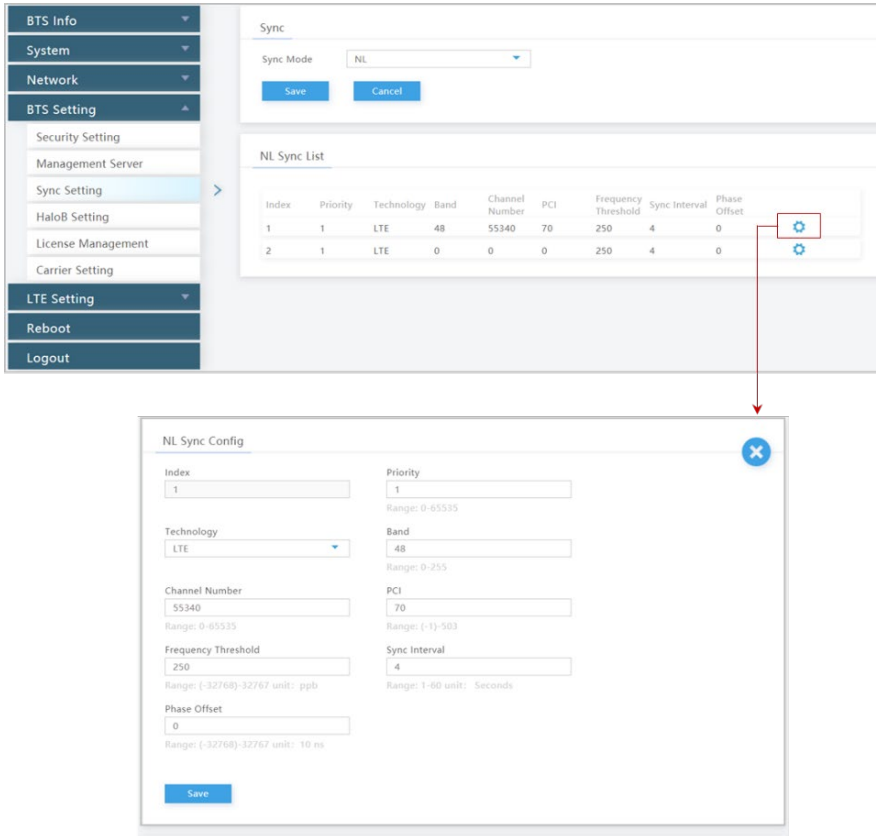 BTS Info
System
Network
BTS Setting
Security Setting
Management Server
Sync Setting
HaloB Setting
License Management
Carrier Setting
LTE Setting
Reboot
Logout
Sync
Sync Mode NL
Save Cancel
NL Sync List
Index Priority Technology Band Channel Number PCI Frequency Threshold Sync Interval Phase Offset
1 1 LTE 48 55340 70 250 4 0
2 1 LTE 0 0 0 250 4 0
NL Sync Config
Index Priority
1 1
Range: 0-65535
Technology Band
LTE 48
Range: 0-255
Channel Number PCI
55340 70
Range: 0-65535 Range: (-1)-503
Frequency Threshold Sync Interval
250 4
Range: (-32768)-32767 unit: ppb Range: 1-60 unit: Seconds
Phase Offset
0
Range: (-32768)-32767 unit: 10 ns
Save